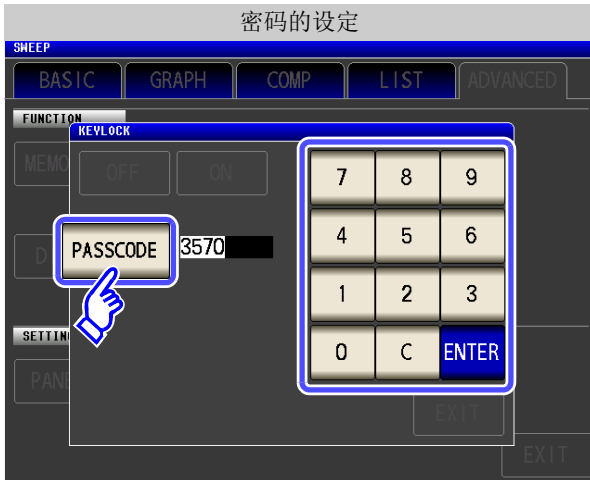 密码的设定
SWEEP
BASIC GRAPH COMP LIST ADVANCED
FUNCTION
KEYLOCK
MEMO OFF ON 7 8 9
D PASSCODE 3570 4 5 6
1 2 3
SETTIN 0 C ENTER
PANE EXIT
EXIT